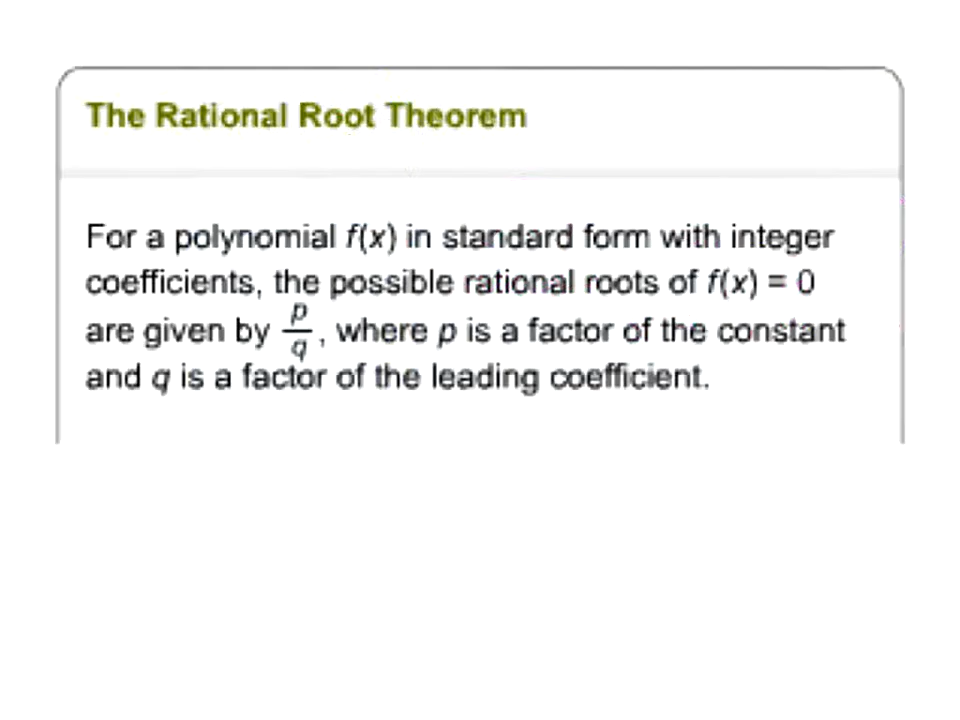 The Rational Root Theorem
For a polynomial f(x) in standard form with integer
coefficients, the possible rational roots of f(x) = 0
are given by p/q, where p is a factor of the constant
and q is a factor of the leading coefficient.